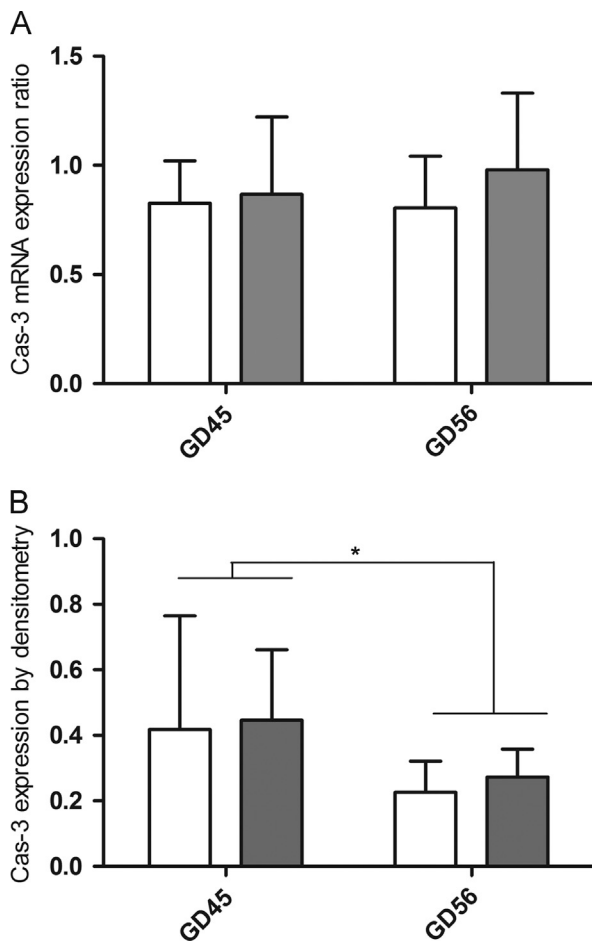 A
Cas-3 mRNA expression ratio
1.5
1.0
0.5
0.0
GD45
GD56
B
Cas-3 expression by densitometry
1.0
0.8
0.6
0.4
0.2
0.0
*
GD45
GD56